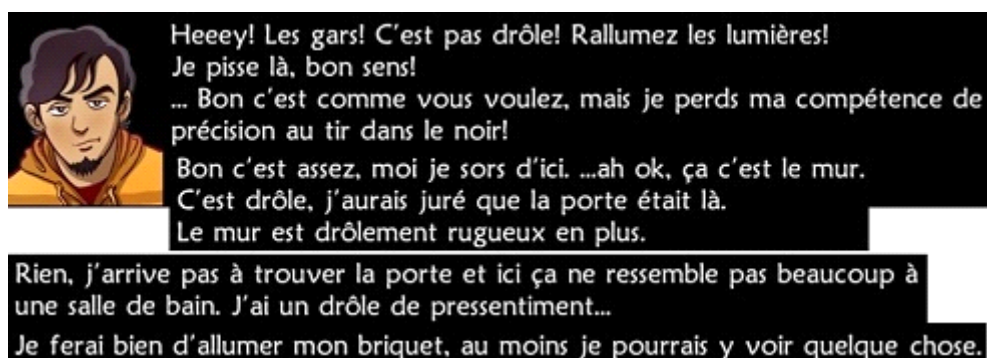 Heeey! Les gars! C'est pas drôle! Rallumez les lumières!
Je pisse là, bon sens!
... Bon c'est comme vous voulez, mais je perds ma compétence de
précision au tir dans le noir!
Bon c'est assez, moi je sors d'ici. ...ah ok, ça c'est le mur.
C'est drôle, j'aurais juré que la porte était là.
Le mur est drôlement rugueux en plus.
Rien, j'arrive pas à trouver la porte et ici ça ne ressemble pas beaucoup à
une salle de bain. J'ai un drôle de pressentiment...
Je ferai bien d'allumer mon briquet, au moins je pourrais y voir quelque chose.